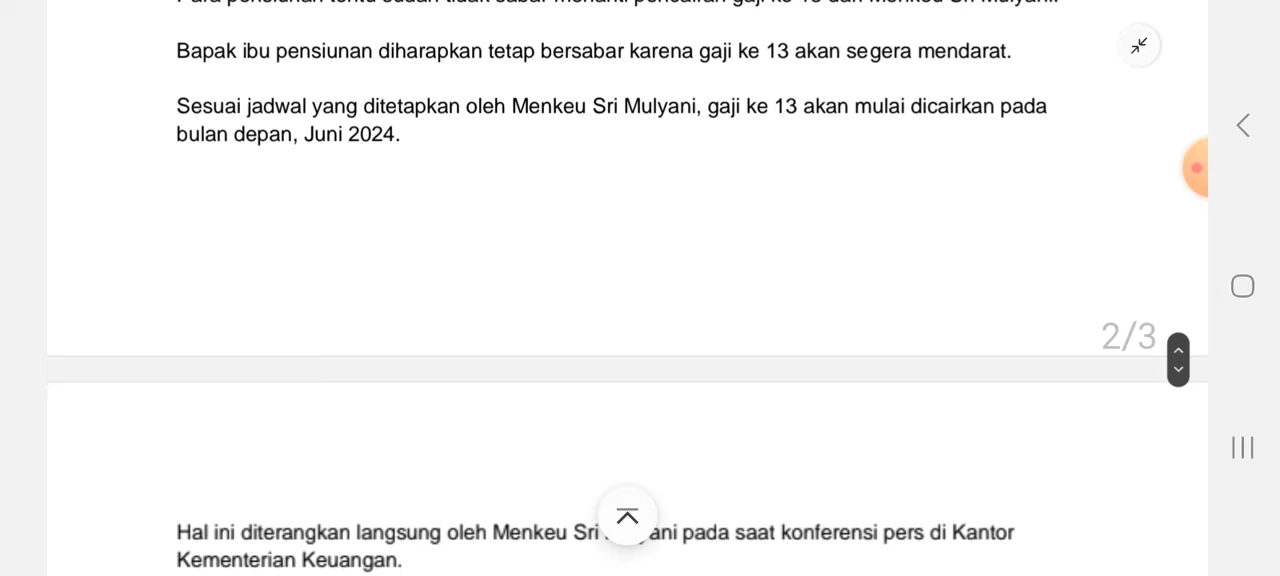 Bapak ibu pensiunan diharapkan tetap bersabar karena gaji ke 13 akan segera mendarat.
Sesuai jadwal yang ditetapkan oleh Menkeu Sri Mulyani, gaji ke 13 akan mulai dicairkan pada
bulan depan, Juni 2024.
2/3
Hal ini diterangkan langsung oleh Menkeu Sri pada saat konferensi pers di Kantor
Kementerian Keuangan.